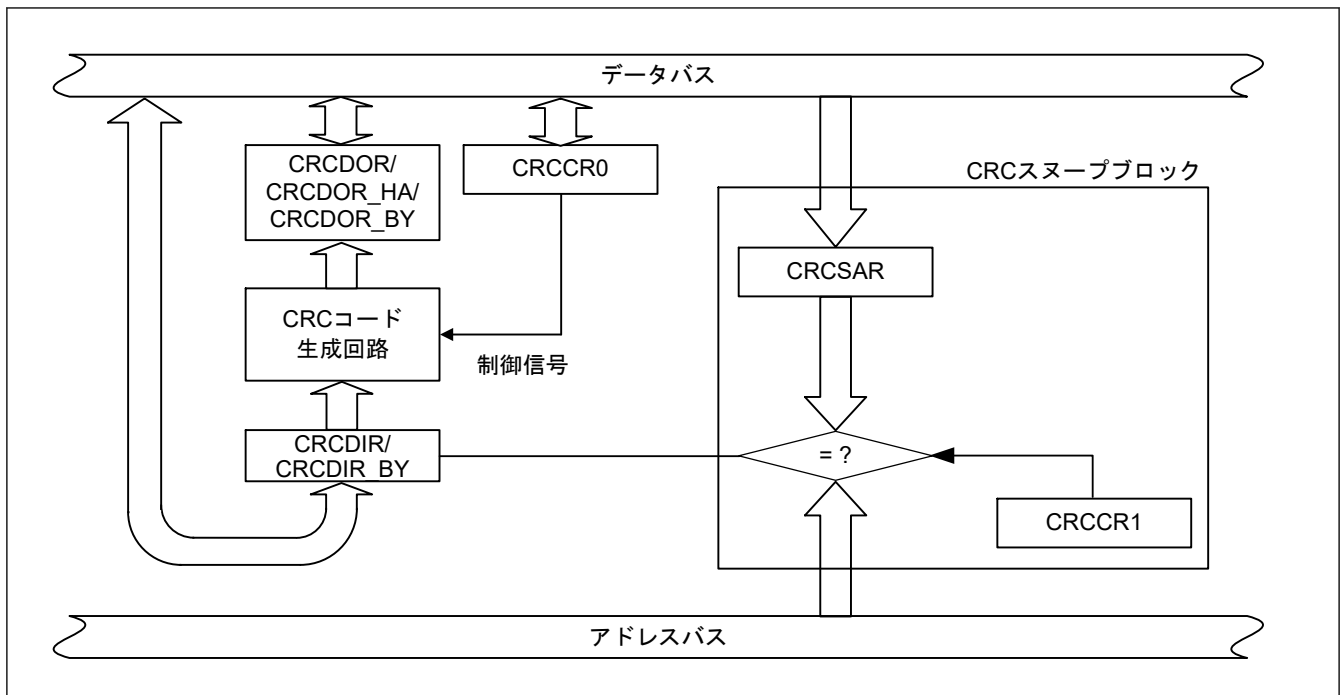 データバス
CRCDOR/
CRCDOR_HA/
CRCDOR_BY
CRCCR0
CRCスヌープブロック
CRCSAR
CRCコード
生成回路
制御信号
CRCDIR/
CRCDIR_BY
= ?
CRCCR1
アドレスバス